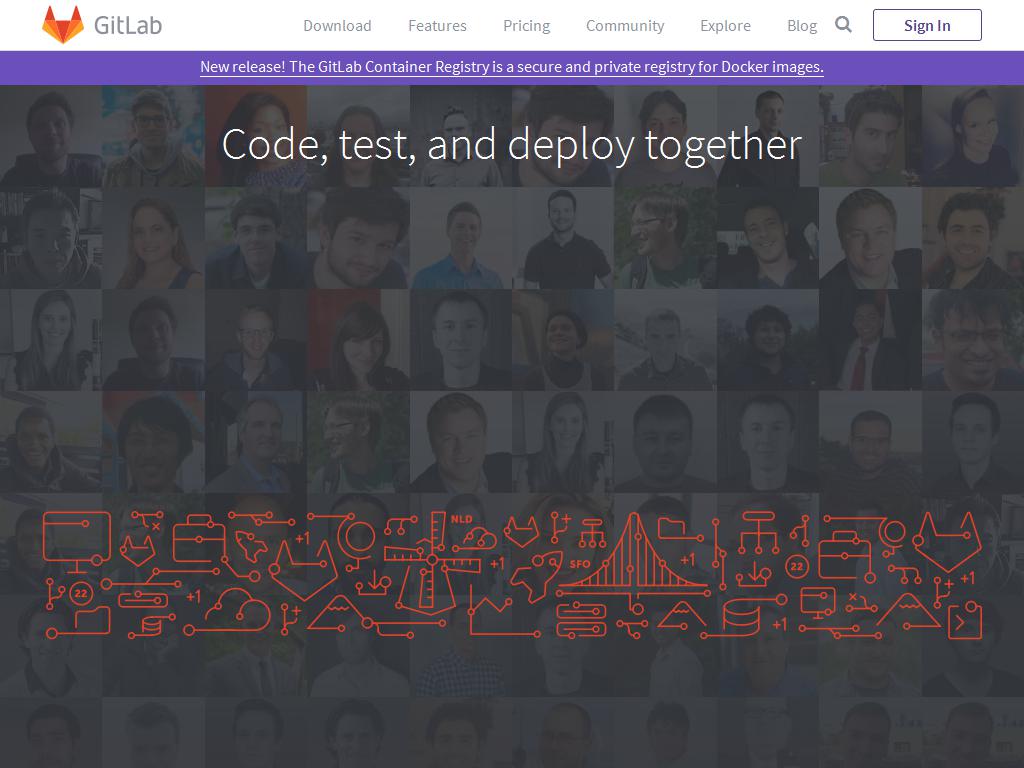 GitLab
Download Features Pricing Community Explore Blog Sign In
New release! The GitLab Container Registry is a secure and private registry for Docker images.
Code, test, and deploy together
NLD
+1
+1
SFO
+1
22
22
+1
+1
+1